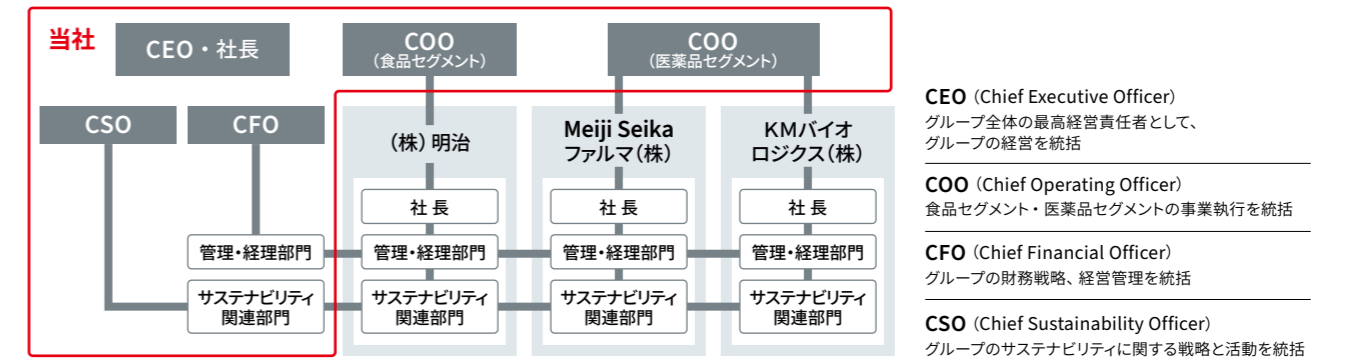 当社
CEO・社長
COO
（食品セグメント）
COO
（医薬品セグメント）
CSO
CFO
（株）明治
Meiji Seika
ファルマ（株）
KMバイオ
ロジクス（株）
社 長
社 長
社 長
管理・経理部門
管理・経理部門
管理・経理部門
管理・経理部門
サステナビリティ
関連部門
サステナビリティ
関連部門
サステナビリティ
関連部門
サステナビリティ
関連部門
CEO（Chief Executive Officer）
グループ全体の最高経営責任者として、
グループの経営を統括
COO（Chief Operating Officer）
食品セグメント・医薬品セグメントの事業執行を統括
CFO（Chief Financial Officer）
グループの財務戦略、経営管理を統括
CSO（Chief Sustainability Officer）
グループのサステナビリティに関する戦略と活動を統括